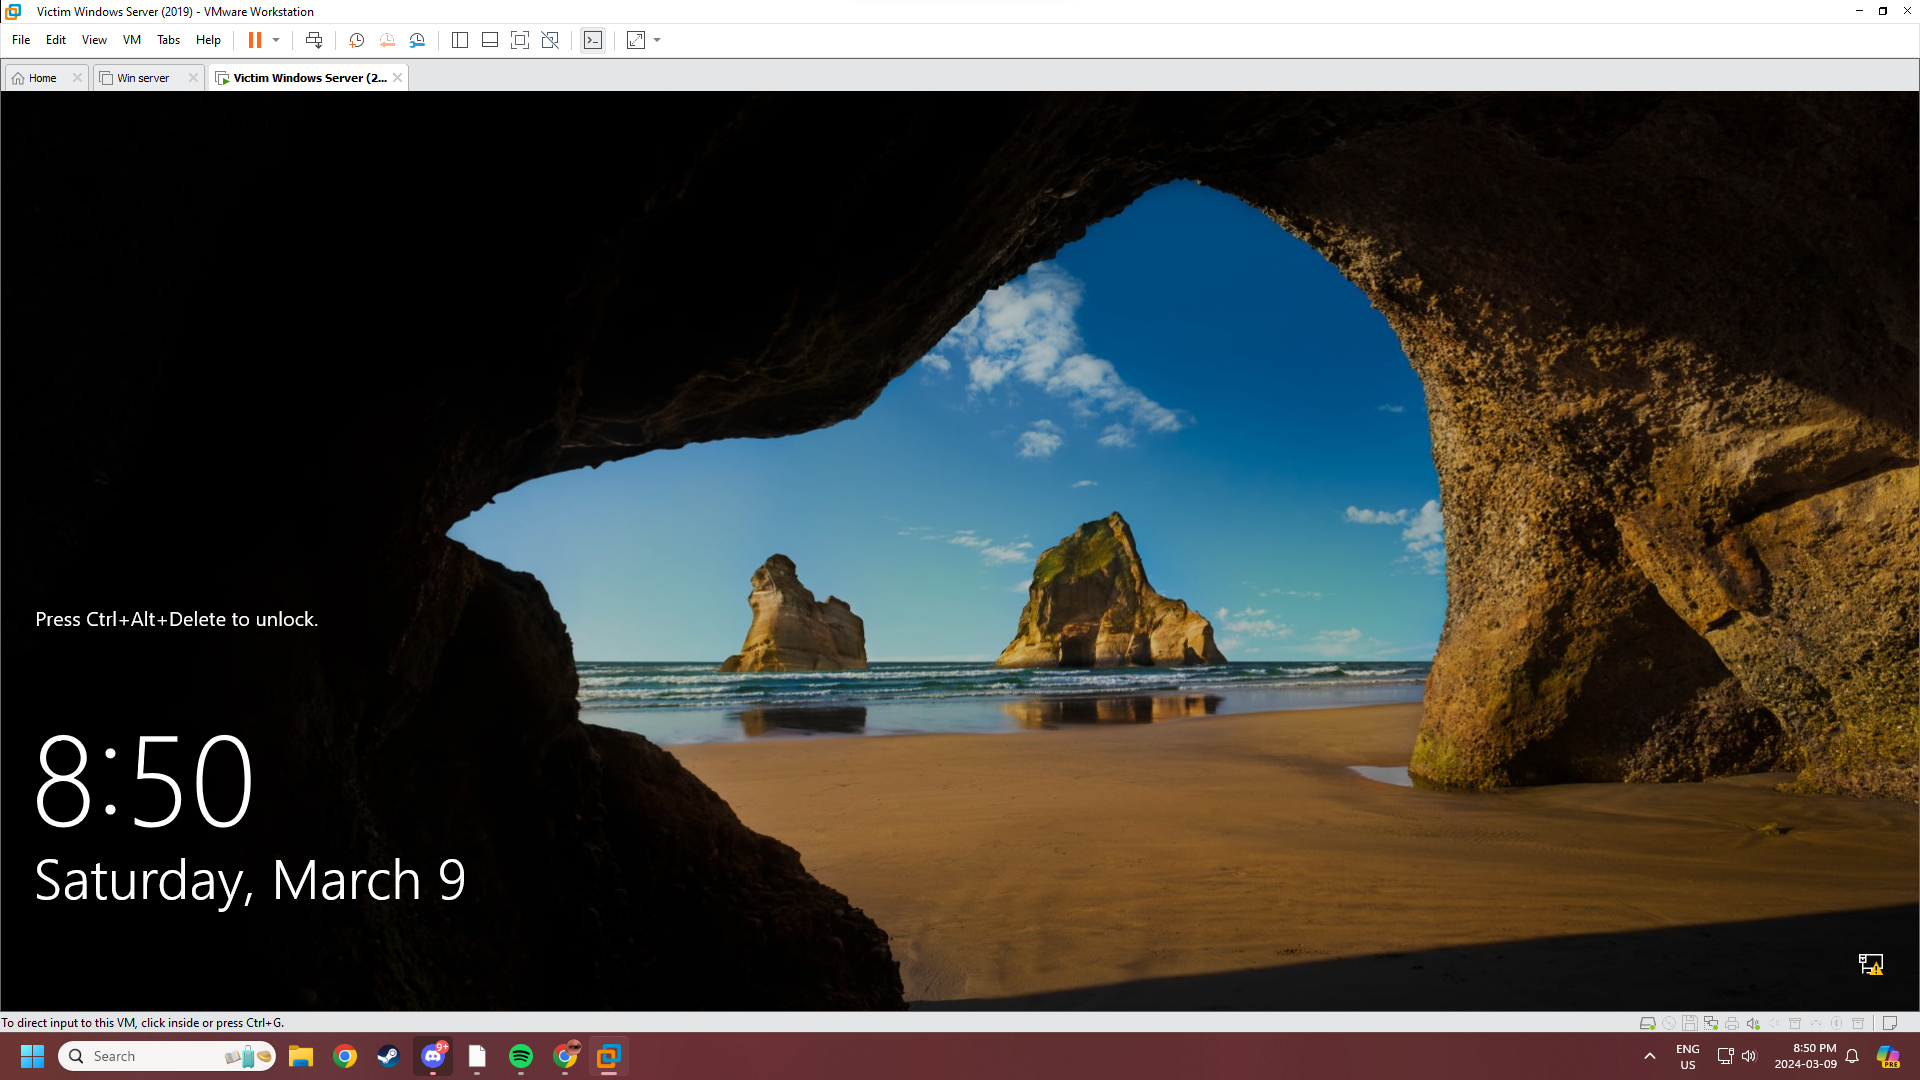 Victim Windows Server (2019) - VMware Workstation
File Edit View VM Tabs Help
Home Win server Victim Windows Server (2...
Press Ctrl+Alt+Delete to unlock.
8:50
Saturday, March 9
To direct input to this VM, click inside or press Ctrl+G.
Search
9+
ENG
US
8:50 PM
2024-03-09
PRE